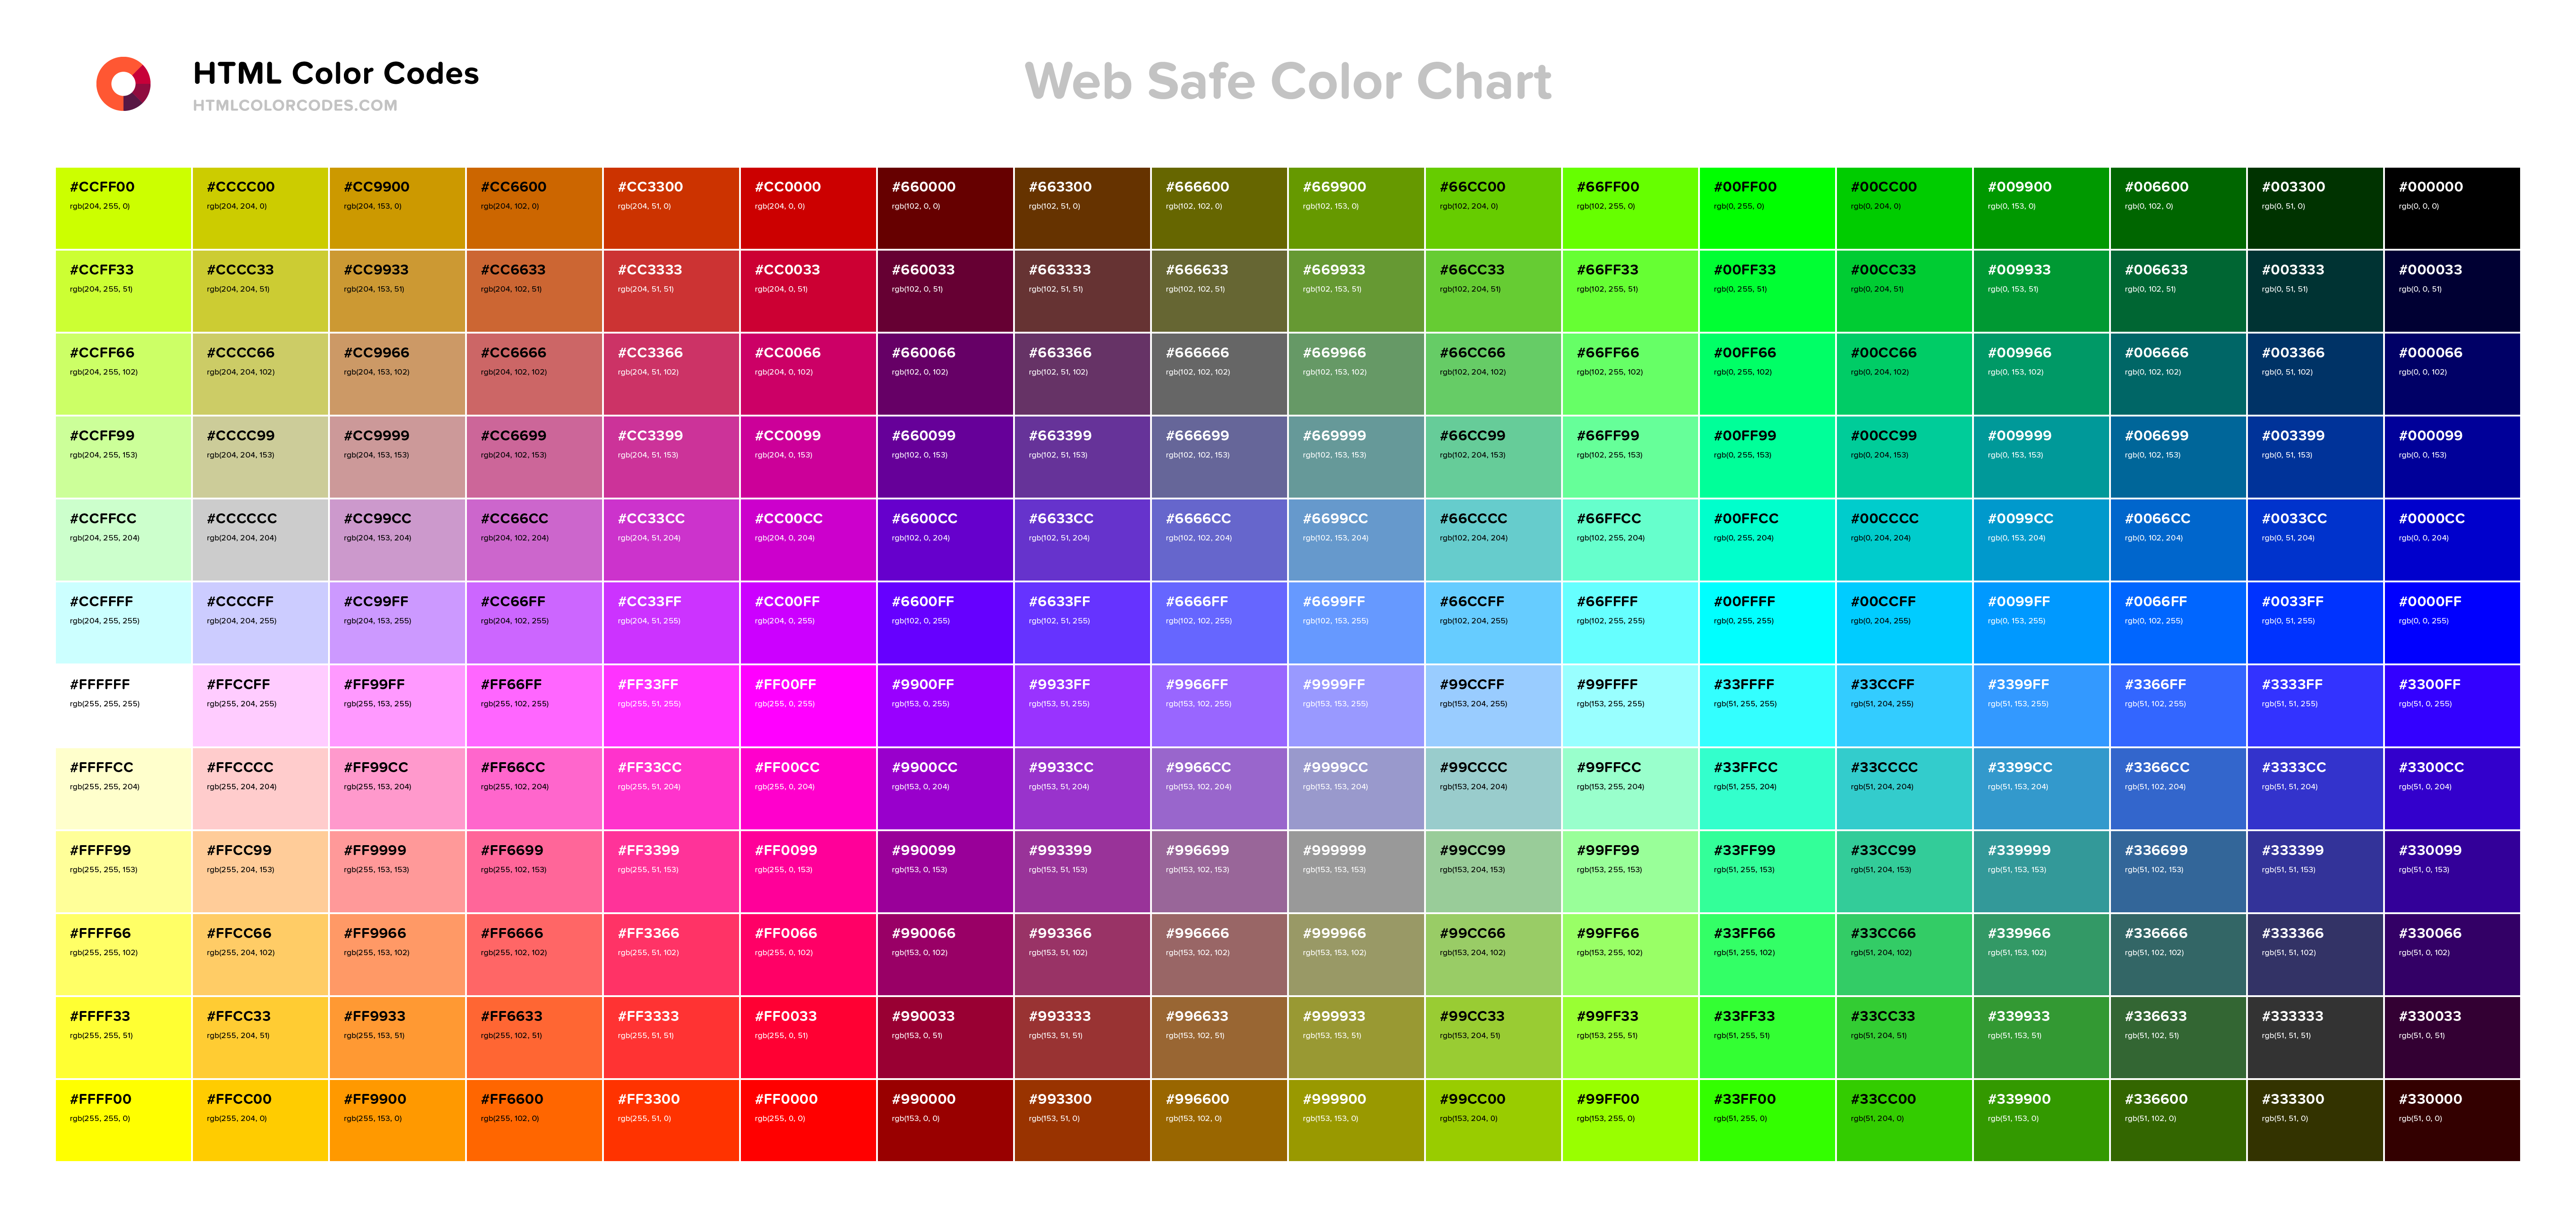 HTML Color Codes
HTMLCOLORCODES.COM
Web Safe Color Chart
#CCFF00 #CCCC00 #CC9900 #CC6600 #CC3300 #CC0000 #660000 #663300 #666600 #669900 #66CC00 #66FF00 #00FF00 #00CC00 #009900 #006600 #003300 #000000
rgb(204, 255, 0) rgb(204, 204, 0) rgb(204, 153, 0) rgb(204, 102, 0) rgb(204, 51, 0) rgb(204, 0, 0) rgb(102, 0, 0) rgb(102, 51, 0) rgb(102, 102, 0) rgb(102, 153, 0) rgb(102, 204, 0) rgb(102, 255, 0) rgb(0, 255, 0) rgb(0, 204, 0) rgb(0, 153, 0) rgb(0, 102, 0) rgb(0, 51, 0) rgb(0, 0, 0)
#CCFF33 #CCCC33 #CC9933 #CC6633 #CC3333 #CC0033 #660033 #663333 #666633 #669933 #66CC33 #66FF33 #00FF33 #00CC33 #009933 #006633 #003333 #000033
rgb(204, 255, 51) rgb(204, 204, 51) rgb(204, 153, 51) rgb(204, 102, 51) rgb(204, 51, 51) rgb(204, 0, 51) rgb(102, 0, 51) rgb(102, 51, 51) rgb(102, 102, 51) rgb(102, 153, 51) rgb(102, 204, 51) rgb(102, 255, 51) rgb(0, 255, 51) rgb(0, 204, 51) rgb(0, 153, 51) rgb(0, 102, 51) rgb(0, 51, 51) rgb(0, 0, 51)
#CCFF66 #CCCC66 #CC9966 #CC6666 #CC3366 #CC0066 #660066 #663366 #666666 #669966 #66CC66 #66FF66 #00FF66 #00CC66 #009966 #006666 #003366 #000066
rgb(204, 255, 102) rgb(204, 204, 102) rgb(204, 153, 102) rgb(204, 102, 102) rgb(204, 51, 102) rgb(204, 0, 102) rgb(102, 0, 102) rgb(102, 51, 102) rgb(102, 102, 102) rgb(102, 153, 102) rgb(102, 204, 102) rgb(102, 255, 102) rgb(0, 255, 102) rgb(0, 204, 102) rgb(0, 153, 102) rgb(0, 102, 102) rgb(0, 51, 102) rgb(0, 0, 102)
#CCFF99 #CCCC99 #CC9999 #CC6699 #CC3399 #CC0099 #660099 #663399 #666699 #669999 #66CC99 #66FF99 #00FF99 #00CC99 #009999 #006699 #003399 #000099
rgb(204, 255, 153) rgb(204, 204, 153) rgb(204, 153, 153) rgb(204, 102, 153) rgb(204, 51, 153) rgb(204, 0, 153) rgb(102, 0, 153) rgb(102, 51, 153) rgb(102, 102, 153) rgb(102, 153, 153) rgb(102, 204, 153) rgb(102, 255, 153) rgb(0, 255, 153) rgb(0, 204, 153) rgb(0, 153, 153) rgb(0, 102, 153) rgb(0, 51, 153) rgb(0, 0, 153)
#CCFFCC #CCCCCC #CC99CC #CC66CC #CC33CC #CC00CC #6600CC #6633CC #6666CC #6699CC #66CCCC #66FFCC #00FFCC #00CCCC #0099CC #0066CC #0033CC #0000CC
rgb(204, 255, 204) rgb(204, 204, 204) rgb(204, 153, 204) rgb(204, 102, 204) rgb(204, 51, 204) rgb(204, 0, 204) rgb(102, 0, 204) rgb(102, 51, 204) rgb(102, 102, 204) rgb(102, 153, 204) rgb(102, 204, 204) rgb(102, 255, 204) rgb(0, 255, 204) rgb(0, 204, 204) rgb(0, 153, 204) rgb(0, 102, 204) rgb(0, 51, 204) rgb(0, 0, 204)
#CCFFFF #CCCCFF #CC99FF #CC66FF #CC33FF #CC00FF #6600FF #6633FF #6666FF #6699FF #66CCFF #66FFFF #00FFFF #00CCFF #0099FF #0066FF #0033FF #0000FF
rgb(204, 255, 255) rgb(204, 204, 255) rgb(204, 153, 255) rgb(204, 102, 255) rgb(204, 51, 255) rgb(204, 0, 255) rgb(102, 0, 255) rgb(102, 51, 255) rgb(102, 102, 255) rgb(102, 153, 255) rgb(102, 204, 255) rgb(102, 255, 255) rgb(0, 255, 255) rgb(0, 204, 255) rgb(0, 153, 255) rgb(0, 102, 255) rgb(0, 51, 255) rgb(0, 0, 255)
#FFFFFF #FFCCFF #FF99FF #FF66FF #FF33FF #FF00FF #9900FF #9933FF #9966FF #9999FF #99CCFF #99FFFF #33FFFF #33CCFF #3399FF #3366FF #3333FF #3300FF
rgb(255, 255, 255) rgb(255, 204, 255) rgb(255, 153, 255) rgb(255, 102, 255) rgb(255, 51, 255) rgb(255, 0, 255) rgb(153, 0, 255) rgb(153, 51, 255) rgb(153, 102, 255) rgb(153, 153, 255) rgb(153, 204, 255) rgb(153, 255, 255) rgb(51, 255, 255) rgb(51, 204, 255) rgb(51, 153, 255) rgb(51, 102, 255) rgb(51, 51, 255) rgb(51, 0, 255)
#FFFFCC #FFCCCC #FF99CC #FF66CC #FF33CC #FF00CC #9900CC #9933CC #9966CC #9999CC #99CCCC #99FFCC #33FFCC #33CCCC #3399CC #3366CC #3333CC #3300CC
rgb(255, 255, 204) rgb(255, 204, 204) rgb(255, 153, 204) rgb(255, 102, 204) rgb(255, 51, 204) rgb(255, 0, 204) rgb(153, 0, 204) rgb(153, 51, 204) rgb(153, 102, 204) rgb(153, 153, 204) rgb(153, 204, 204) rgb(153, 255, 204) rgb(51, 255, 204) rgb(51, 204, 204) rgb(51, 153, 204) rgb(51, 102, 204) rgb(51, 51, 204) rgb(51, 0, 204)
#FFFF99 #FFCC99 #FF9999 #FF6699 #FF3399 #FF0099 #990099 #993399 #996699 #999999 #99CC99 #99FF99 #33FF99 #33CC99 #339999 #336699 #333399 #330099
rgb(255, 255, 153) rgb(255, 204, 153) rgb(255, 153, 153) rgb(255, 102, 153) rgb(255, 51, 153) rgb(255, 0, 153) rgb(153, 0, 153) rgb(153, 51, 153) rgb(153, 102, 153) rgb(153, 153, 153) rgb(153, 204, 153) rgb(153, 255, 153) rgb(51, 255, 153) rgb(51, 204, 153) rgb(51, 153, 153) rgb(51, 102, 153) rgb(51, 51, 153) rgb(51, 0, 153)
#FFFF66 #FFCC66 #FF9966 #FF6666 #FF3366 #FF0066 #990066 #993366 #996666 #999966 #99CC66 #99FF66 #33FF66 #33CC66 #339966 #336666 #333366 #330066
rgb(255, 255, 102) rgb(255, 204, 102) rgb(255, 153, 102) rgb(255, 102, 102) rgb(255, 51, 102) rgb(255, 0, 102) rgb(153, 0, 102) rgb(153, 51, 102) rgb(153, 102, 102) rgb(153, 153, 102) rgb(153, 204, 102) rgb(153, 255, 102) rgb(51, 255, 102) rgb(51, 204, 102) rgb(51, 153, 102) rgb(51, 102, 102) rgb(51, 51, 102) rgb(51, 0, 102)
#FFFF33 #FFCC33 #FF9933 #FF6633 #FF3333 #FF0033 #990033 #993333 #996633 #999933 #99CC33 #99FF33 #33FF33 #33CC33 #339933 #336633 #333333 #330033
rgb(255, 255, 51) rgb(255, 204, 51) rgb(255, 153, 51) rgb(255, 102, 51) rgb(255, 51, 51) rgb(255, 0, 51) rgb(153, 0, 51) rgb(153, 51, 51) rgb(153, 102, 51) rgb(153, 153, 51) rgb(153, 204, 51) rgb(153, 255, 51) rgb(51, 255, 51) rgb(51, 204, 51) rgb(51, 153, 51) rgb(51, 102, 51) rgb(51, 51, 51) rgb(51, 0, 51)
#FFFF00 #FFCC00 #FF9900 #FF6600 #FF3300 #FF0000 #990000 #993300 #996600 #999900 #99CC00 #99FF00 #33FF00 #33CC00 #339900 #336600 #333300 #330000
rgb(255, 255, 0) rgb(255, 204, 0) rgb(255, 153, 0) rgb(255, 102, 0) rgb(255, 51, 0) rgb(255, 0, 0) rgb(153, 0, 0) rgb(153, 51, 0) rgb(153, 102, 0) rgb(153, 153, 0) rgb(153, 204, 0) rgb(153, 255, 0) rgb(51, 255, 0) rgb(51, 204, 0) rgb(51, 153, 0) rgb(51, 102, 0) rgb(51, 51, 0) rgb(51, 0, 0)